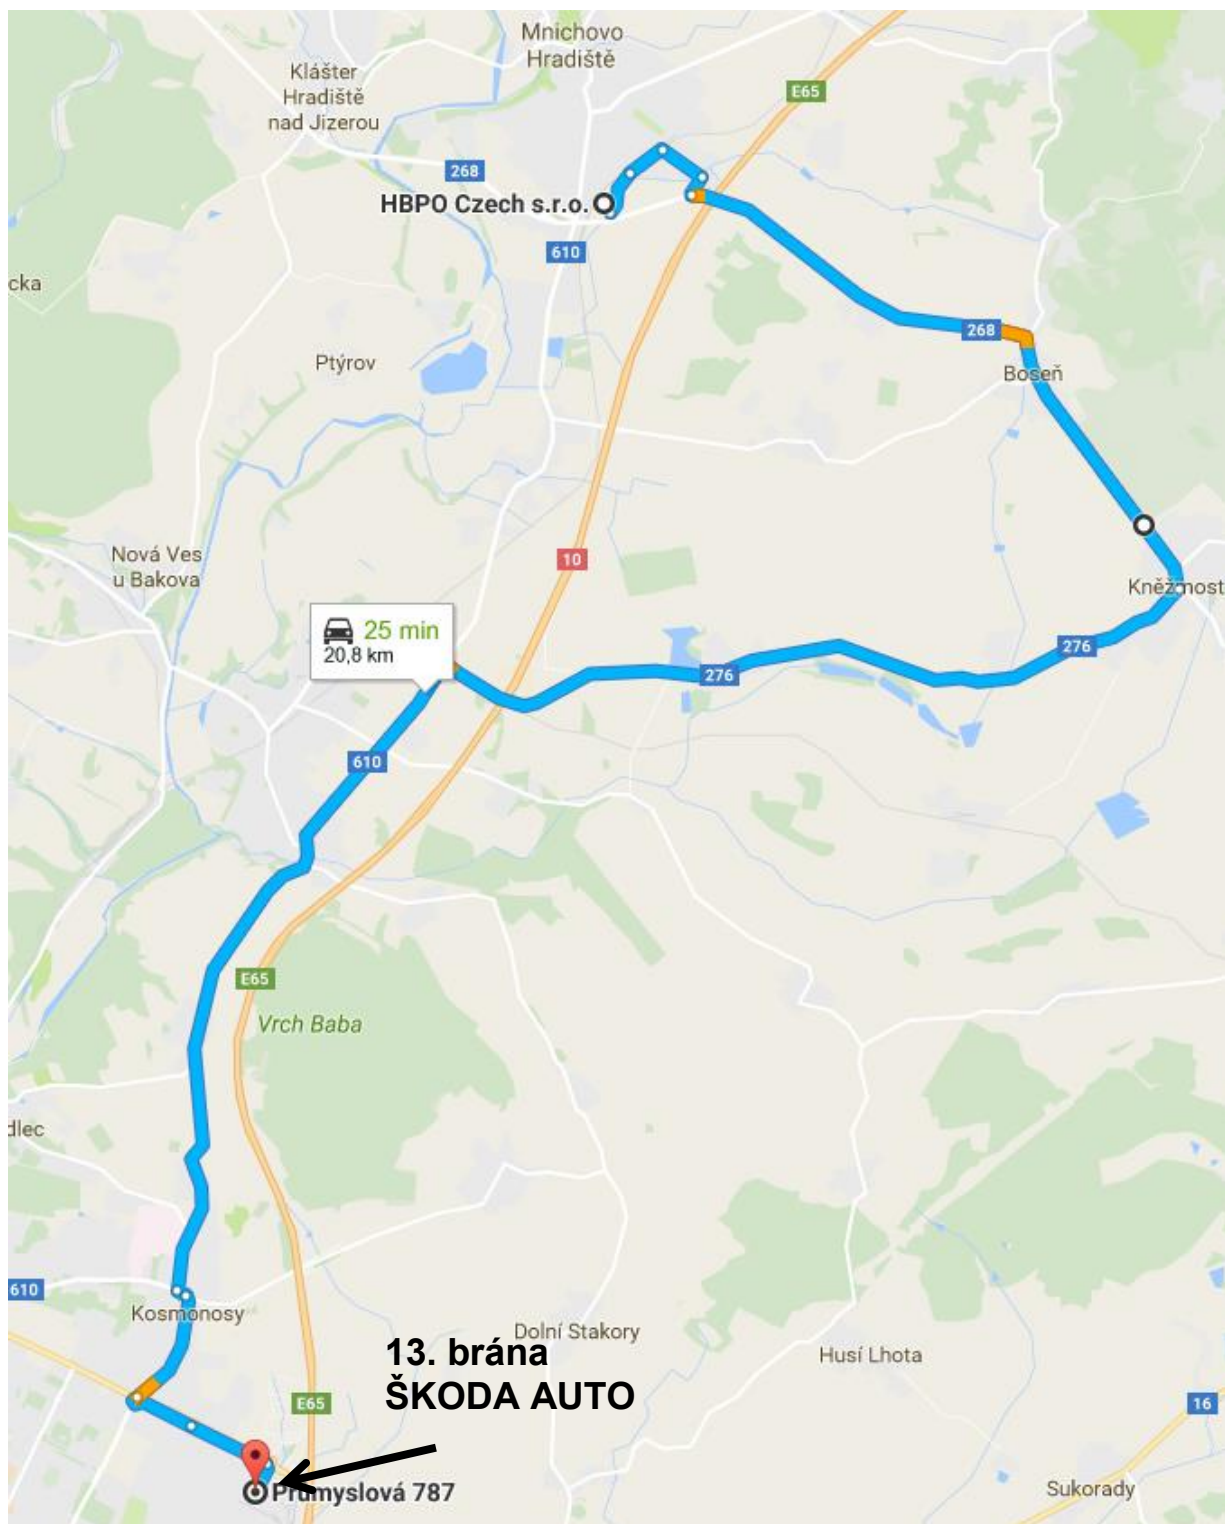 Mnichovo
Hradiště
Klášter
Hradiště
nad Jizerou
E65
268
HBPO Czech s.r.o.
610
cka
268
Ptýrov
Boseň
Nová Ves
u Bakova
10
Kněžmost
25 min
20,8 km
276
276
610
E65
Vrch Baba
dlec
610
Kosmonosy
Dolní Stakory
13. brána
ŠKODA AUTO
Husí Lhota
E65
16
Průmyslová 787
Sukorady